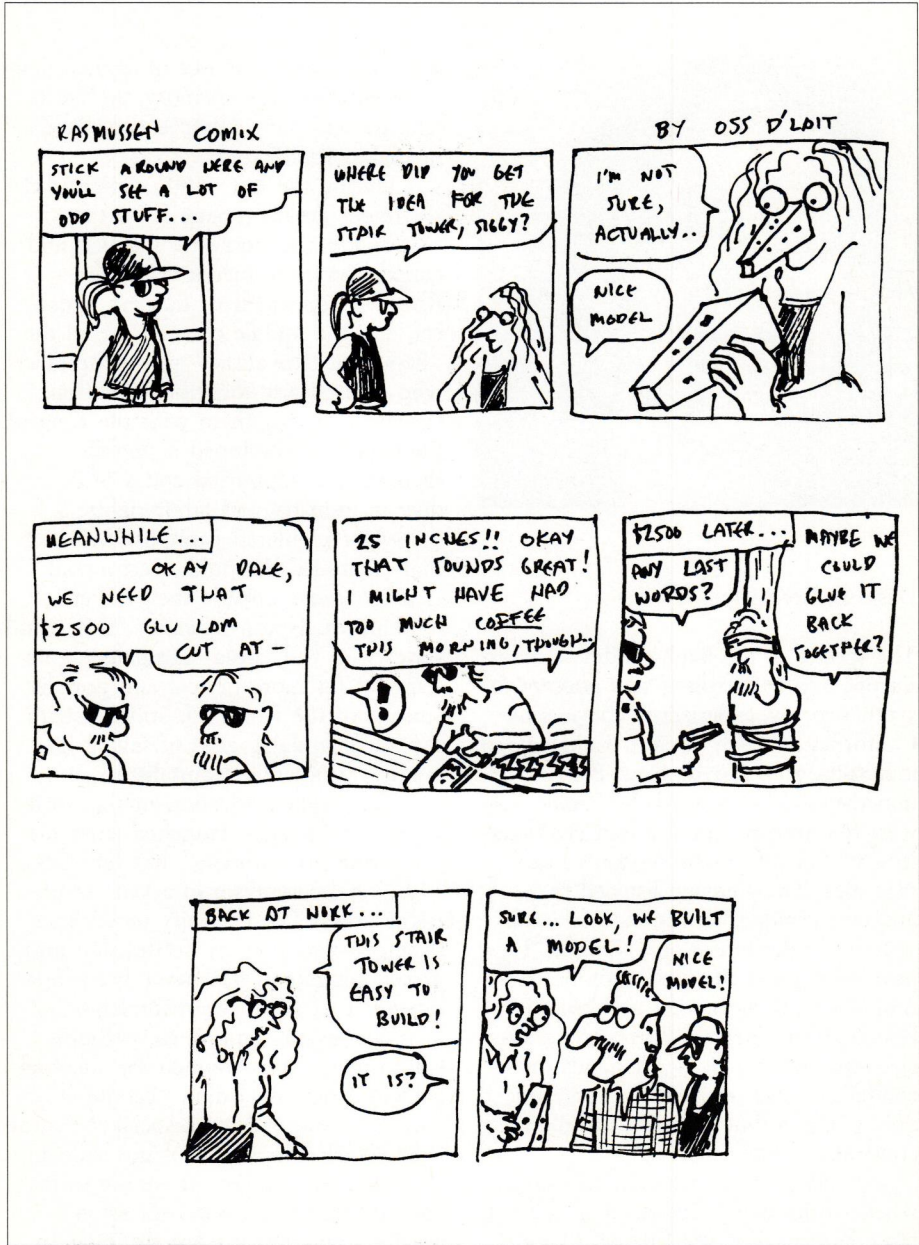 RASMUSSEN COMIX
BY OSS D'LOIT
STICK AROUND HERE AND
YOU'LL SEE A LOT OF
ODD STUFF...
WHERE DID YOU GET
THE IDEA FOR THE
STAIR TOWER, SIGGY?
I'M NOT
SURE,
ACTUALLY..
NICE
MODEL
MEANWHILE...
OKAY DALE,
WE NEED THAT
$2500 GLU LAM
CUT AT -
25 INCHES!! OKAY
THAT SOUNDS GREAT!
I MIGHT HAVE HAD
TOO MUCH COFFEE
THIS MORNING, THOUGH..
!
$2500 LATER...
ANY LAST
WORDS?
MAYBE WE
COULD
GLUE IT
BACK
TOGETHER?
BACK AT WORK...
THIS STAIR
TOWER IS
EASY TO
BUILD!
IT IS?
SURE... LOOK, WE BUILT
A MODEL!
NICE
MODEL!